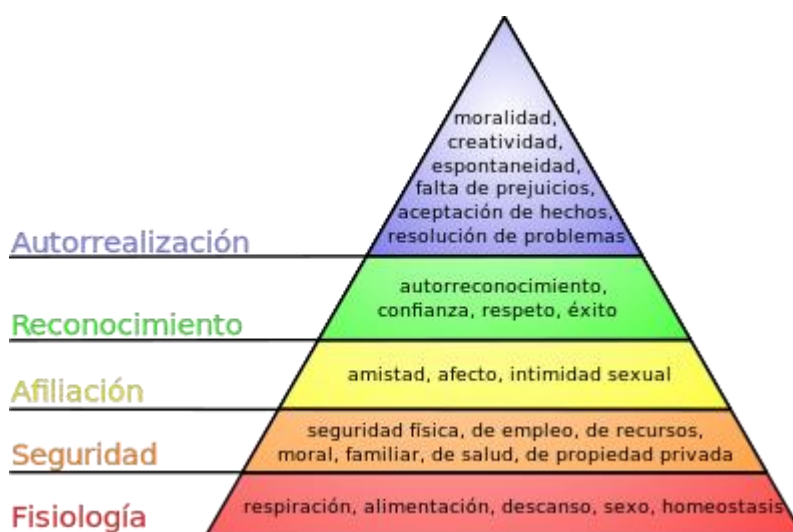 moralidad,
creatividad,
espontaneidad,
falta de prejuicios,
aceptación de hechos,
resolución de problemas
Autorrealización
autorreconocimiento,
confianza, respeto, éxito
Reconocimiento
amistad, afecto, intimidad sexual
Afiliación
seguridad física, de empleo, de recursos,
moral, familiar, de salud, de propiedad privada
Seguridad
respiración, alimentación, descanso, sexo, homeostasis
Fisiología